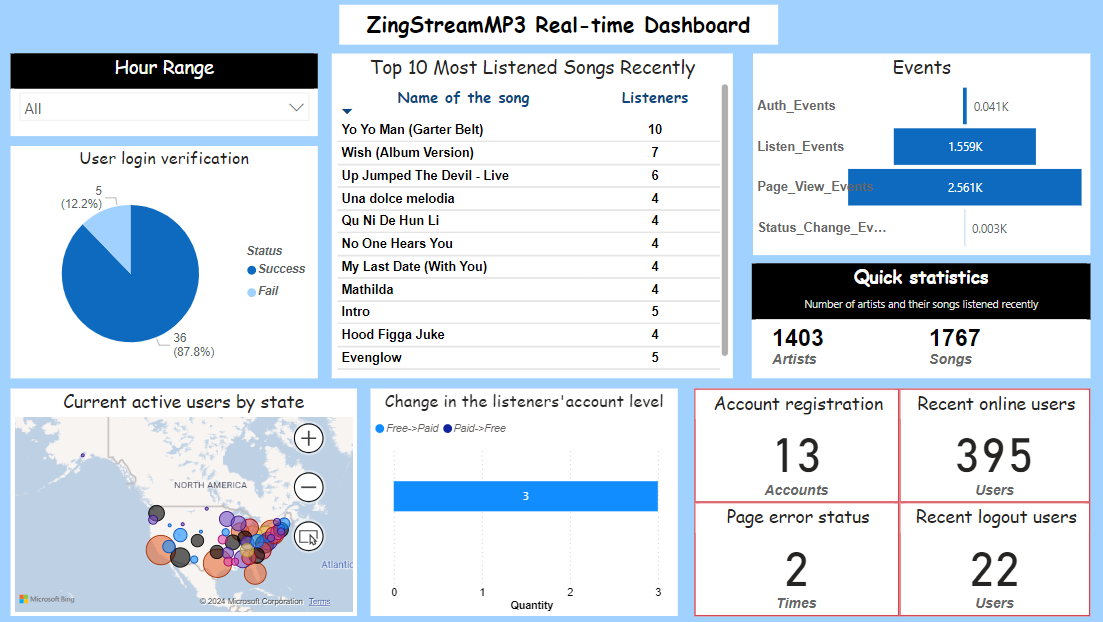 ZingStreamMP3 Real-time Dashboard
Hour Range
All
User login verification
5
(12.2%)
36
(87.8%)
Status
Success
Fail
Top 10 Most Listened Songs Recently
Name of the song Listeners
Yo Yo Man (Garter Belt) 10
Wish (Album Version) 7
Up Jumped The Devil - Live 6
Una dolce melodia 4
Qu Ni De Hun Li 4
No One Hears You 4
My Last Date (With You) 4
Mathilda 4
Intro 5
Hood Figga Juke 4
Evenglow 5
Events
Auth_Events 0.041K
Listen_Events 1.559K
Page_View_Events 2.561K
Status_Change_Ev... 0.003K
Quick statistics
Number of artists and their songs listened recently
1403 1767
Artists Songs
Current active users by state
NORTH AMERICA
Atlantic
Microsoft Bing
© 2024 Microsoft Corporation Terms
Change in the listeners'account level
Free->Paid Paid->Free
3
0 1 2 3
Quantity
Account registration
13
Accounts
Recent online users
395
Users
Page error status
2
Times
Recent logout users
22
Users